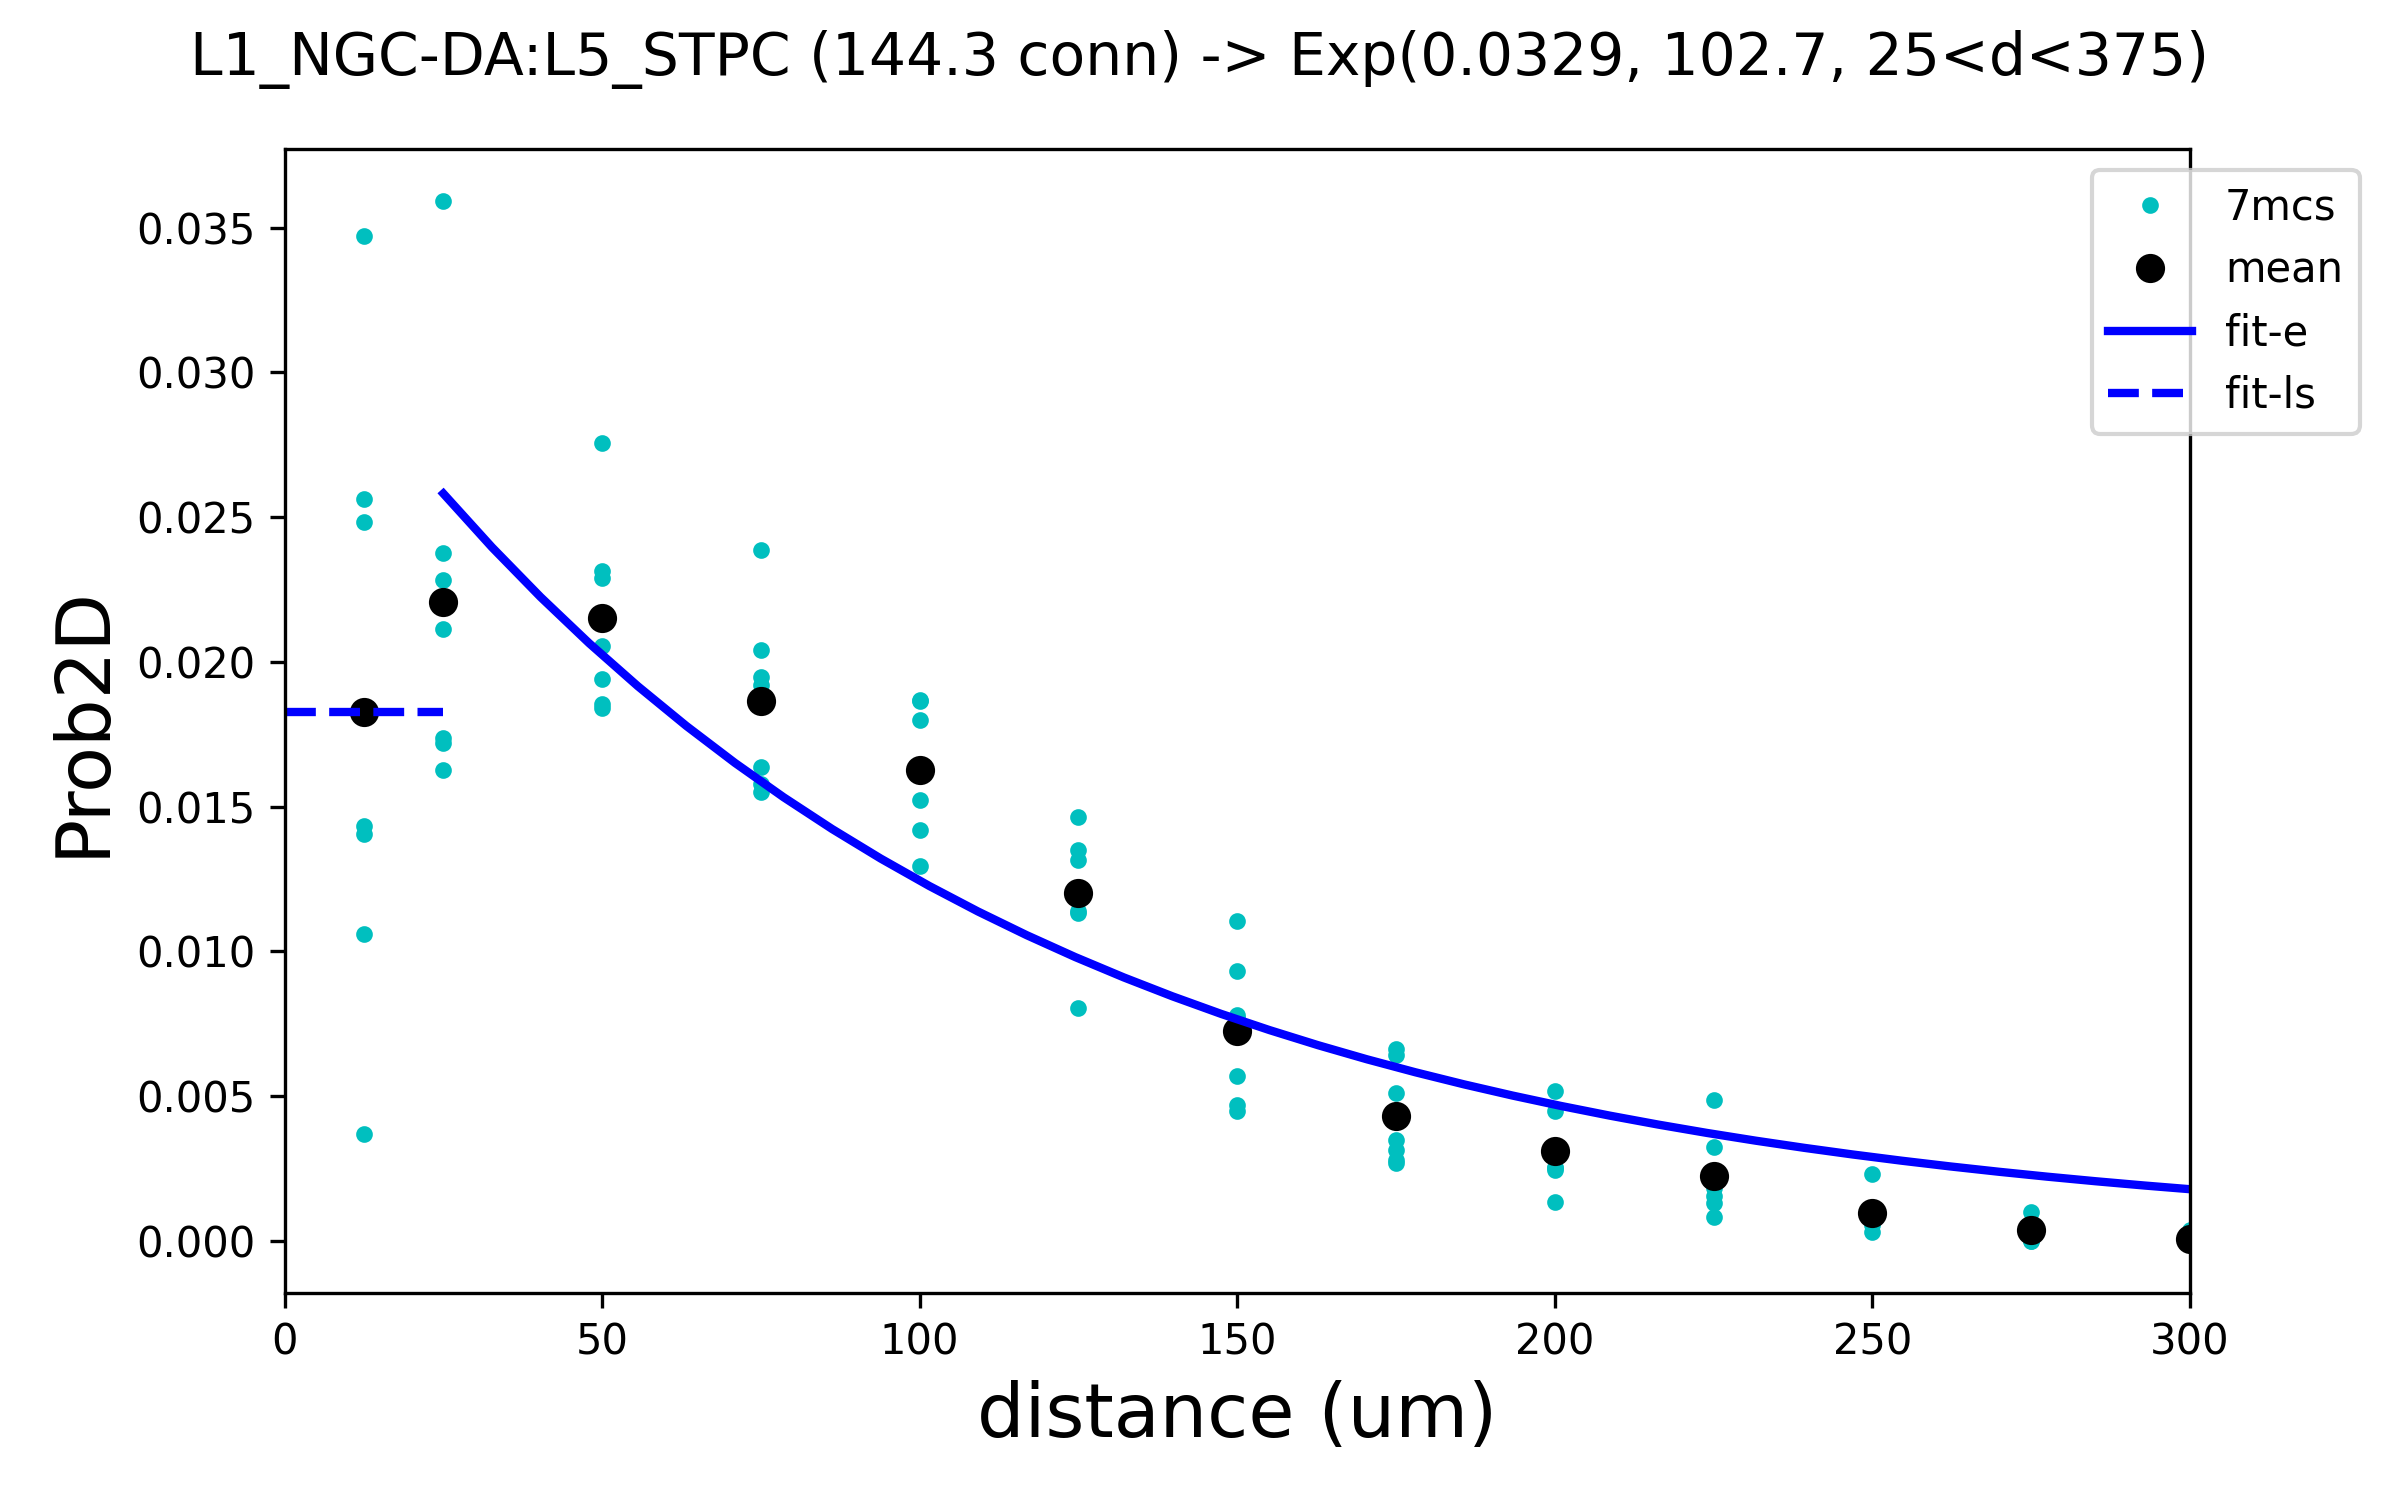 L1_NGC-DA:L5_STPC (144.3 conn) -> Exp(0.0329, 102.7, 25<d<375)
7mcs
mean
fit-e
fit-ls
Prob2D
0.035
0.030
0.025
0.020
0.015
0.010
0.005
0.000
0 50 100 150 200 250 300
distance (um)